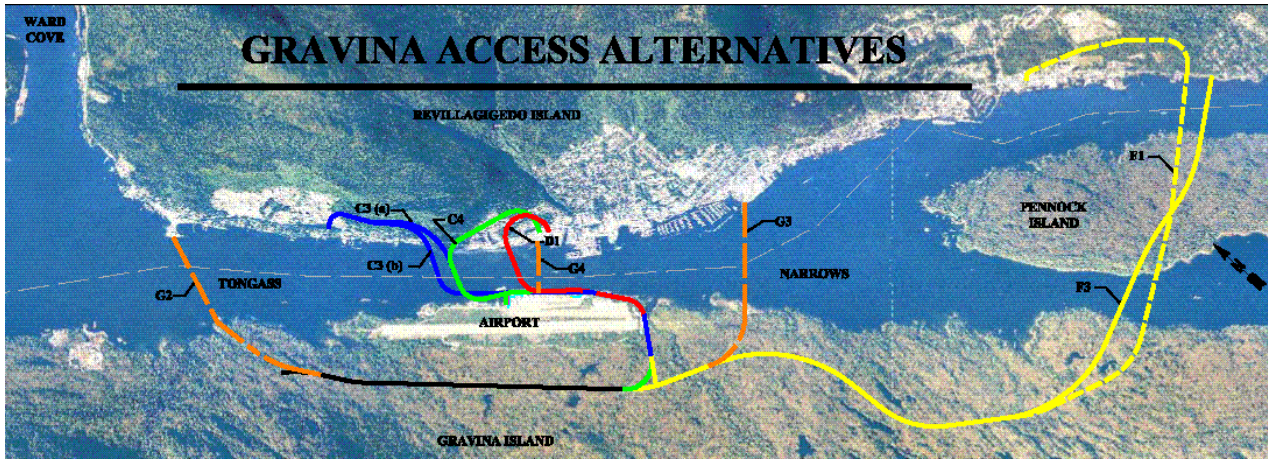 WARD
COVE
GRAVINA ACCESS ALTERNATIVES
REVILLAGIGEDO ISLAND
F1
C3 (a)
C4
PENNOCK
ISLAND
G3
D1
C3 (b)
G4
NARROWS
TONGASS
G2
F3
AIRPORT
GRAVINA ISLAND